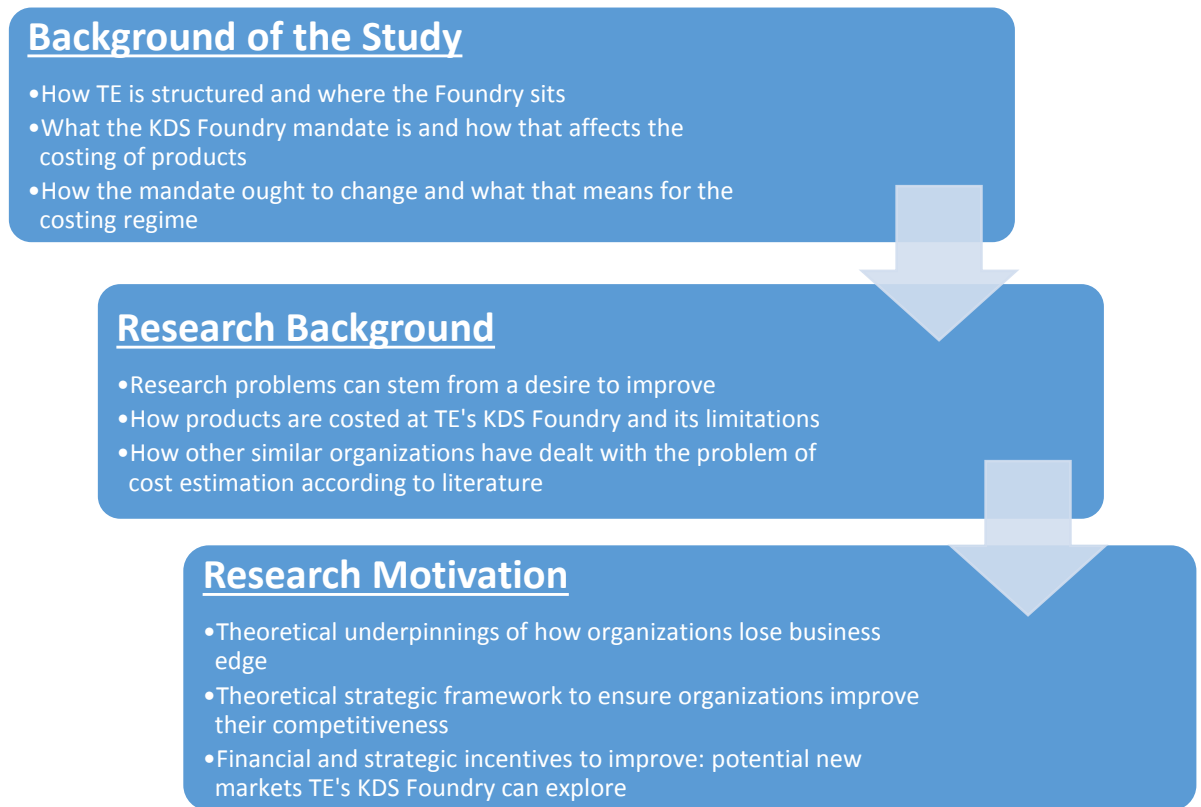 Background of the Study
•How TE is structured and where the Foundry sits
•What the KDS Foundry mandate is and how that affects the
costing of products
•How the mandate ought to change and what that means for the
costing regime
Research Background
•Research problems can stem from a desire to improve
•How products are costed at TE's KDS Foundry and its limitations
•How other similar organizations have dealt with the problem of
cost estimation according to literature
Research Motivation
•Theoretical underpinnings of how organizations lose business
edge
•Theoretical strategic framework to ensure organizations improve
their competitiveness
•Financial and strategic incentives to improve: potential new
markets TE's KDS Foundry can explore